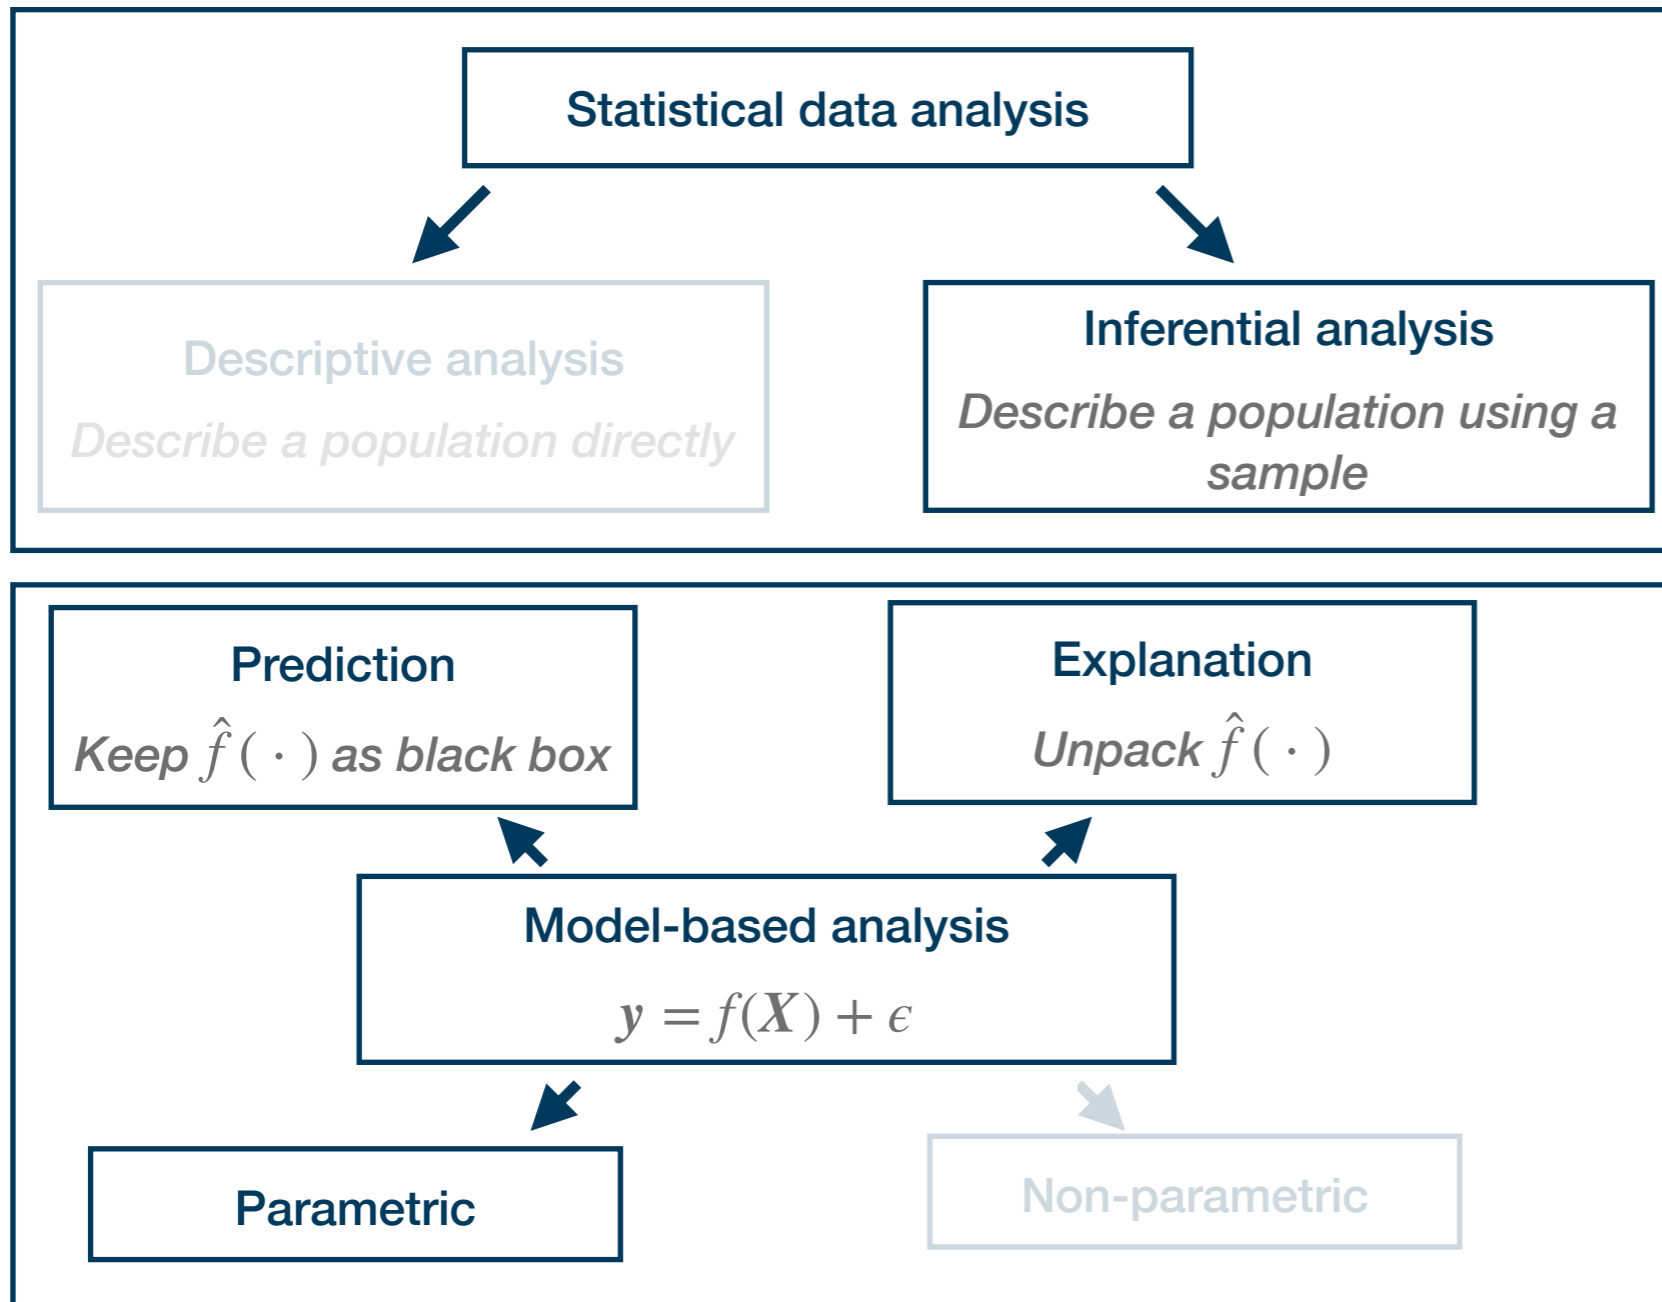 Statistical data analysis
Descriptive analysis
Describe a population directly
Inferential analysis
Describe a population using a
sample
Prediction
Keep f̂( · ) as black box
Explanation
Unpack f̂( · )
Model-based analysis
y = f(X) + ϵ
Parametric
Non-parametric